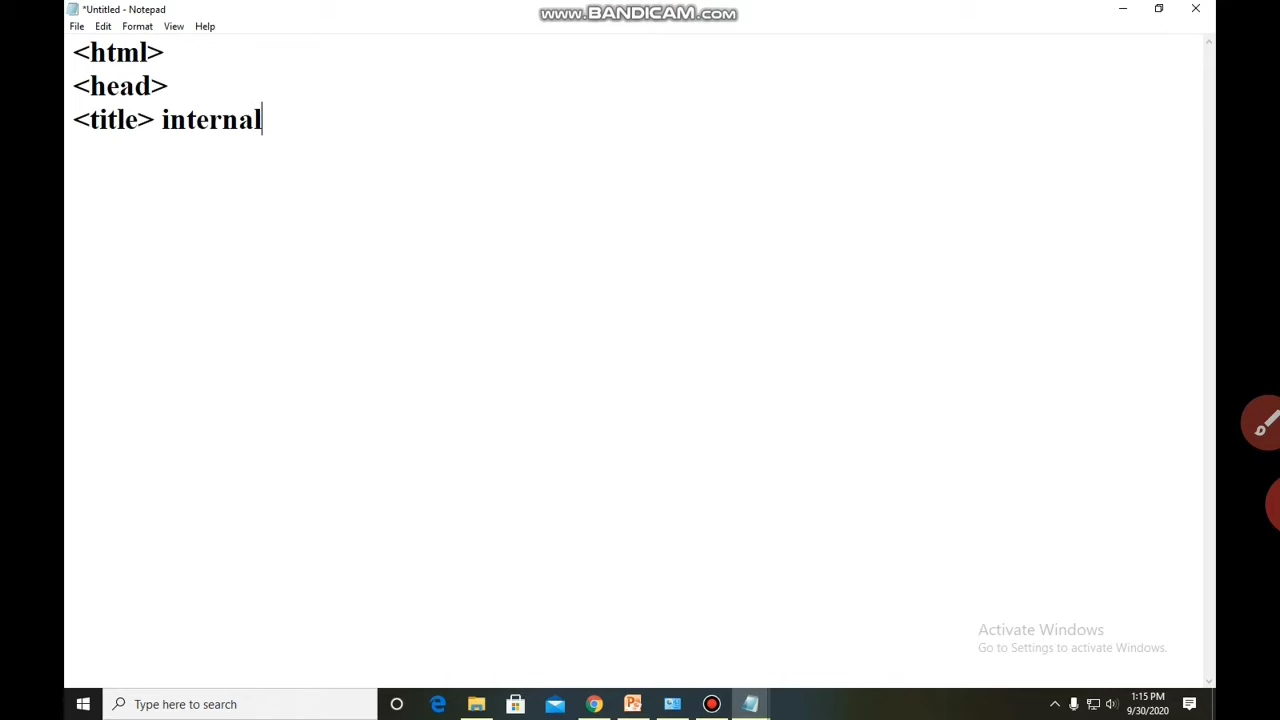 *Untitled - Notepad
www.BANDICAM.com
File Edit Format View Help
<html>
<head>
<title> internal
Activate Windows
Go to Settings to activate Windows.
Type here to search
1:15 PM
9/30/2020